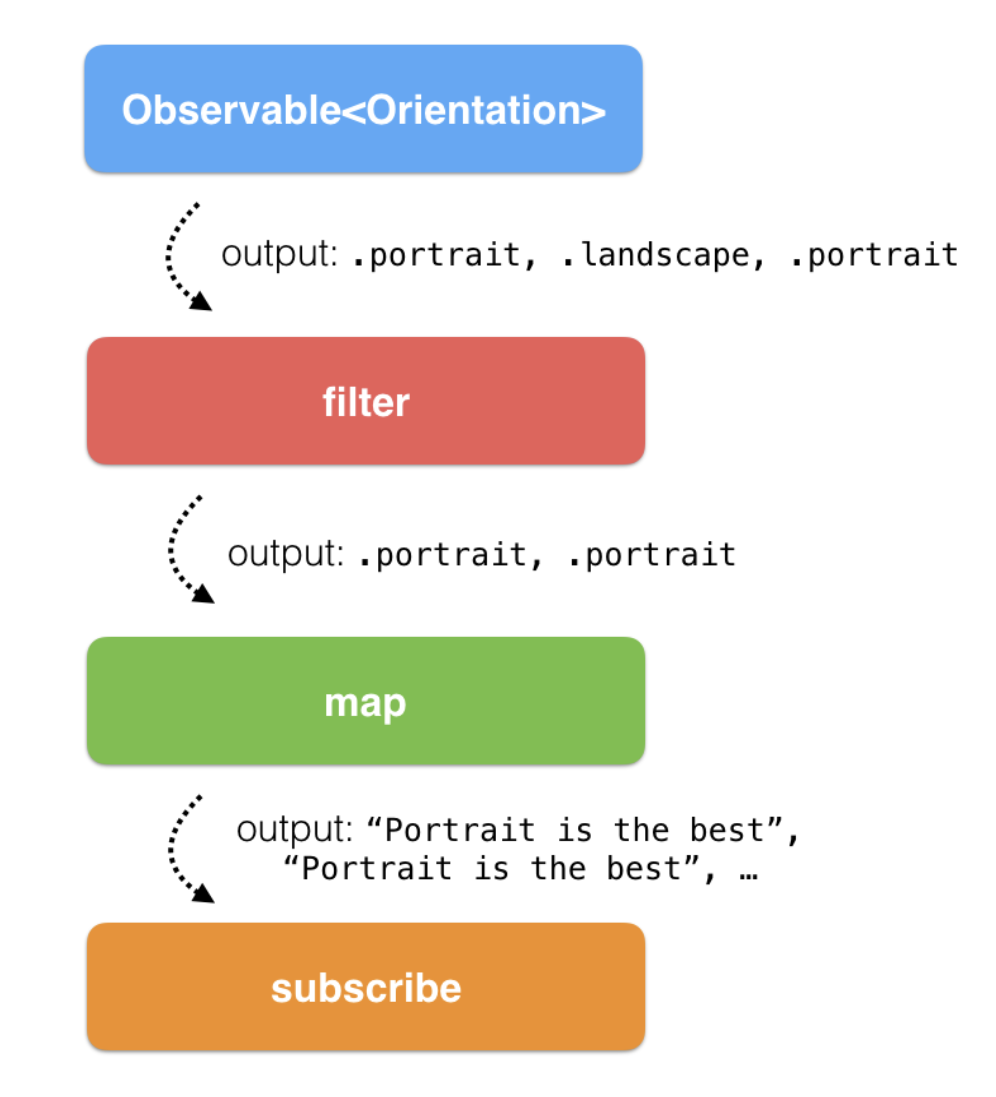 Observable<Orientation>
output: .portrait, .landscape, .portrait
filter
output: .portrait, .portrait
map
output: “Portrait is the best”,
“Portrait is the best”, …
subscribe